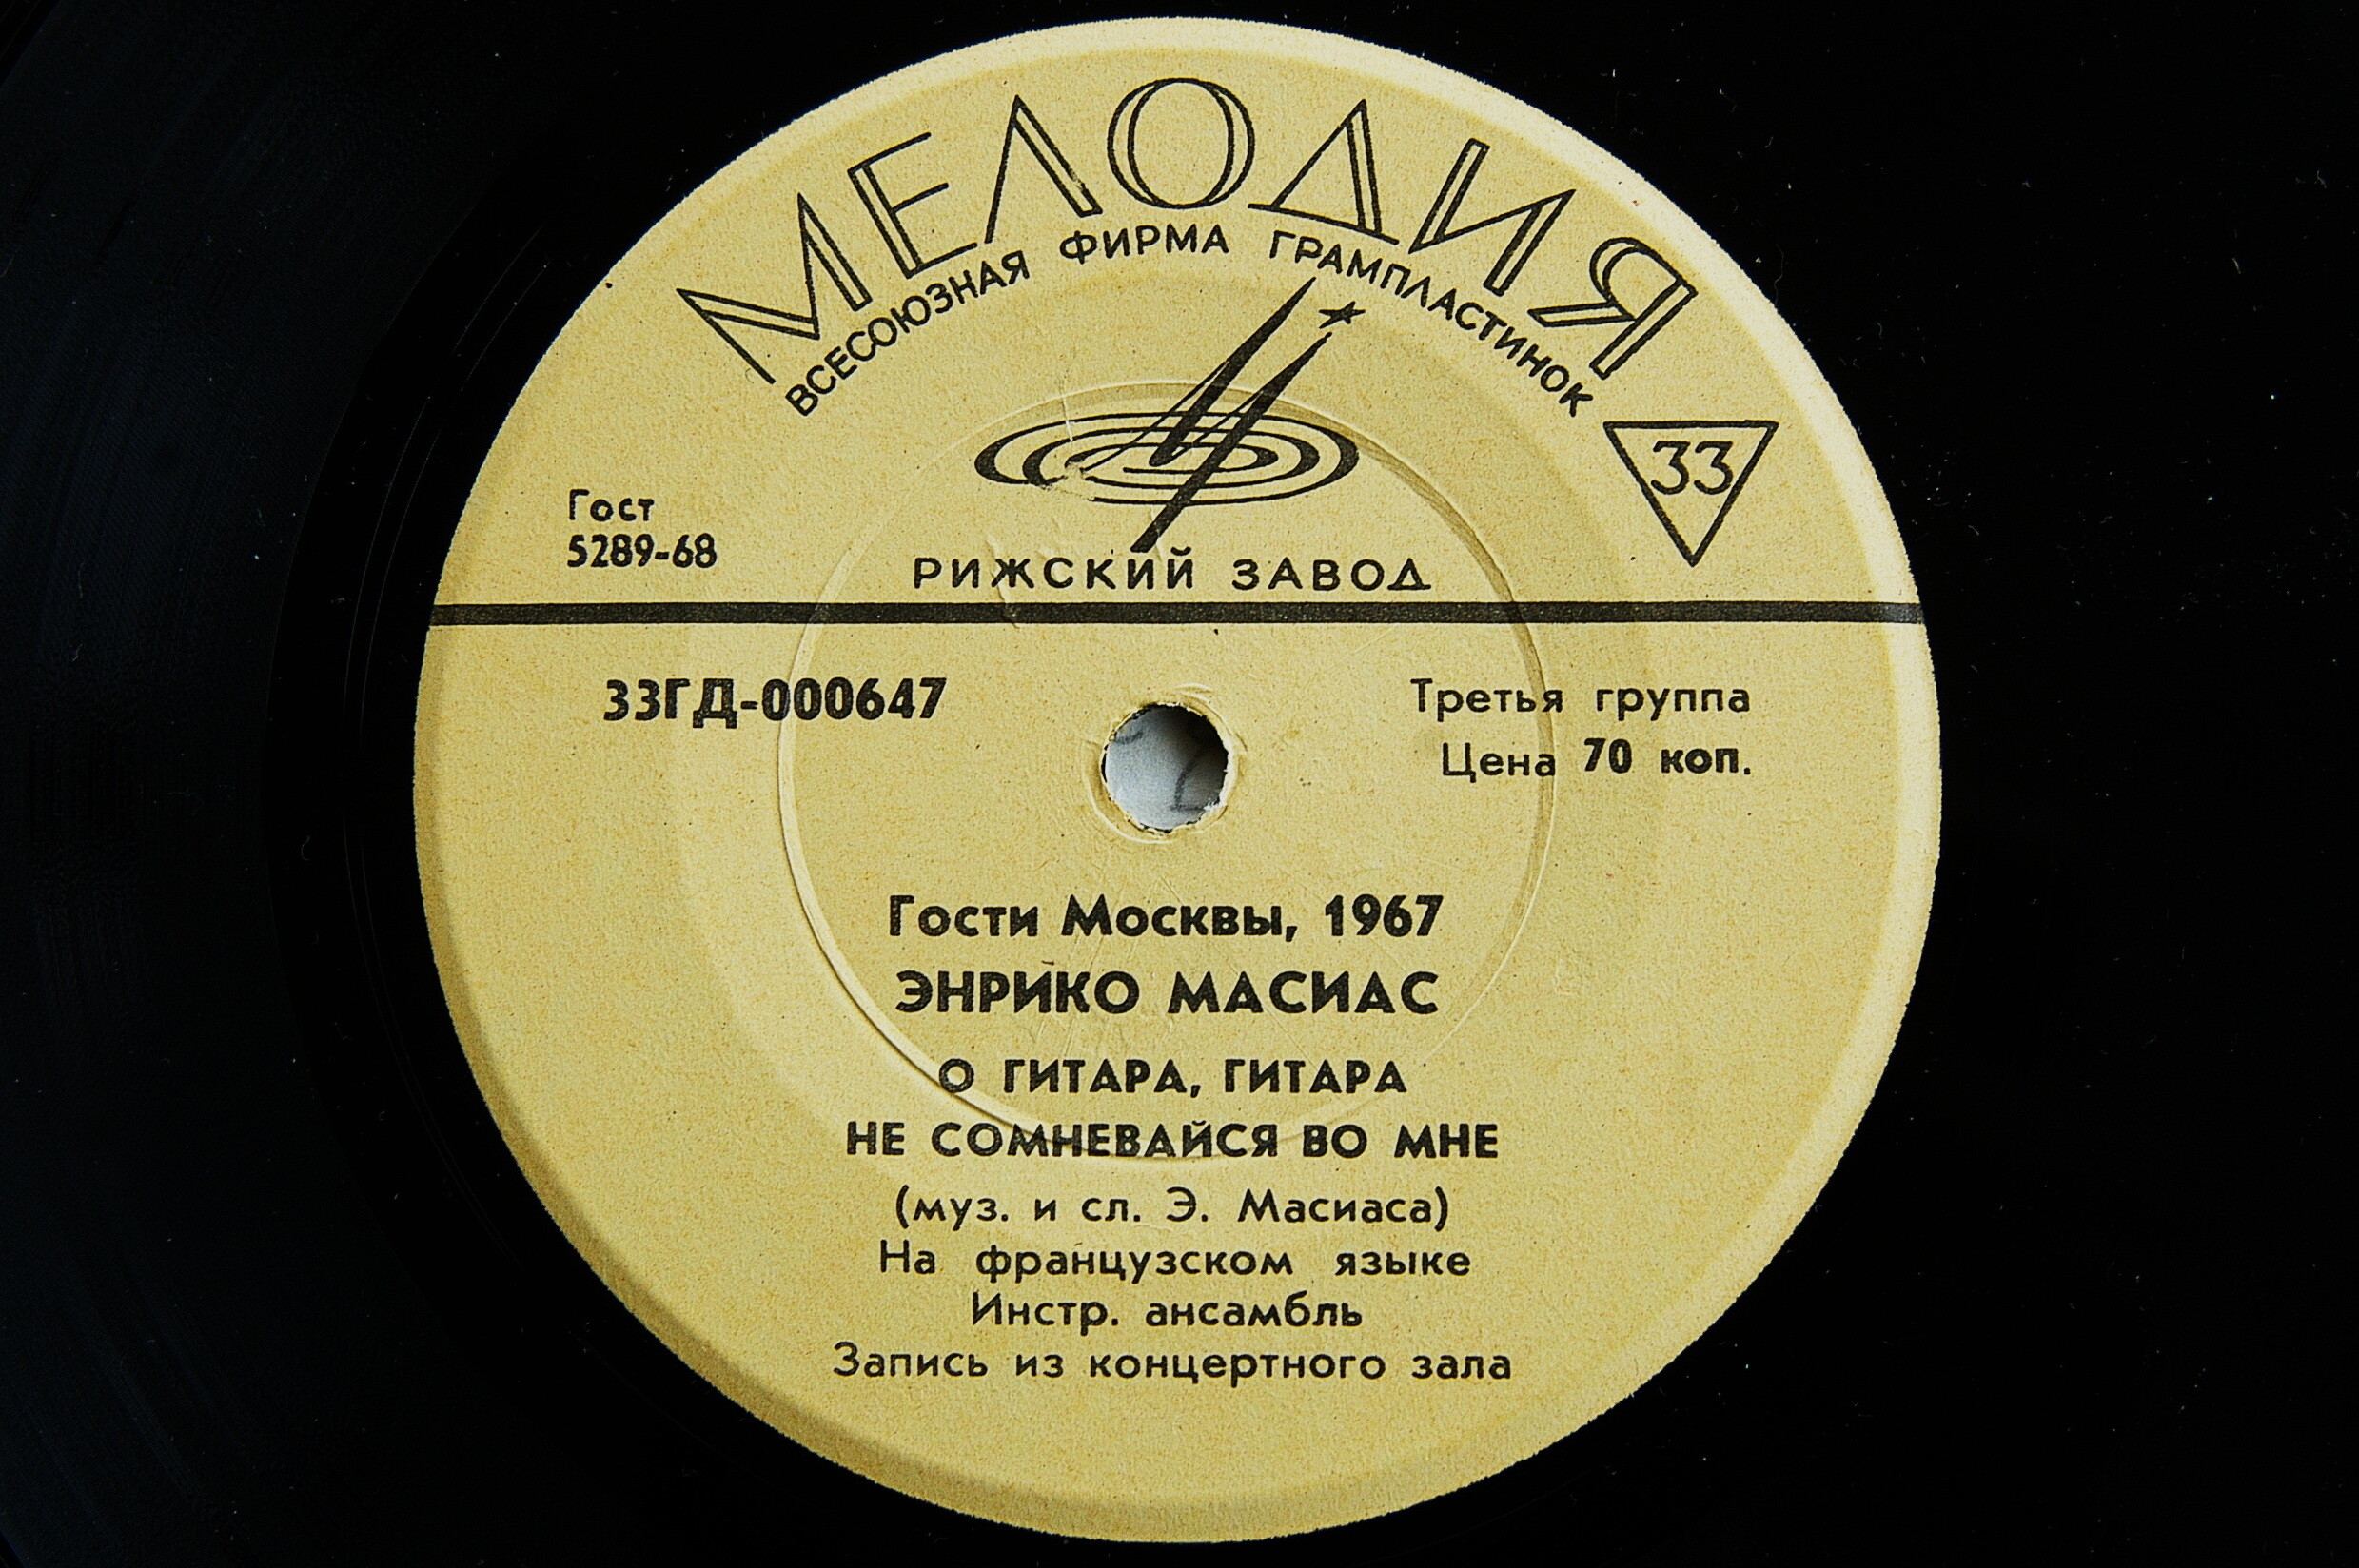 МЕЛОДИЯ
ВСЕСОЮЗНАЯ ФИРМА ГРАМПЛАСТИНОК
33
Гост
5289-68
РИЖСКИЙ ЗАВОД
33ГД-000647
Третья группа
Цена 70 коп.
Гости Москвы, 1967
ЭНРИКО МАСИАС
О ГИТАРА, ГИТАРА
НЕ СОМНЕВАЙСЯ ВО МНЕ
(муз. и сл. Э. Масиаса)
На французском языке
Инстр. ансамбль
Запись из концертного зала